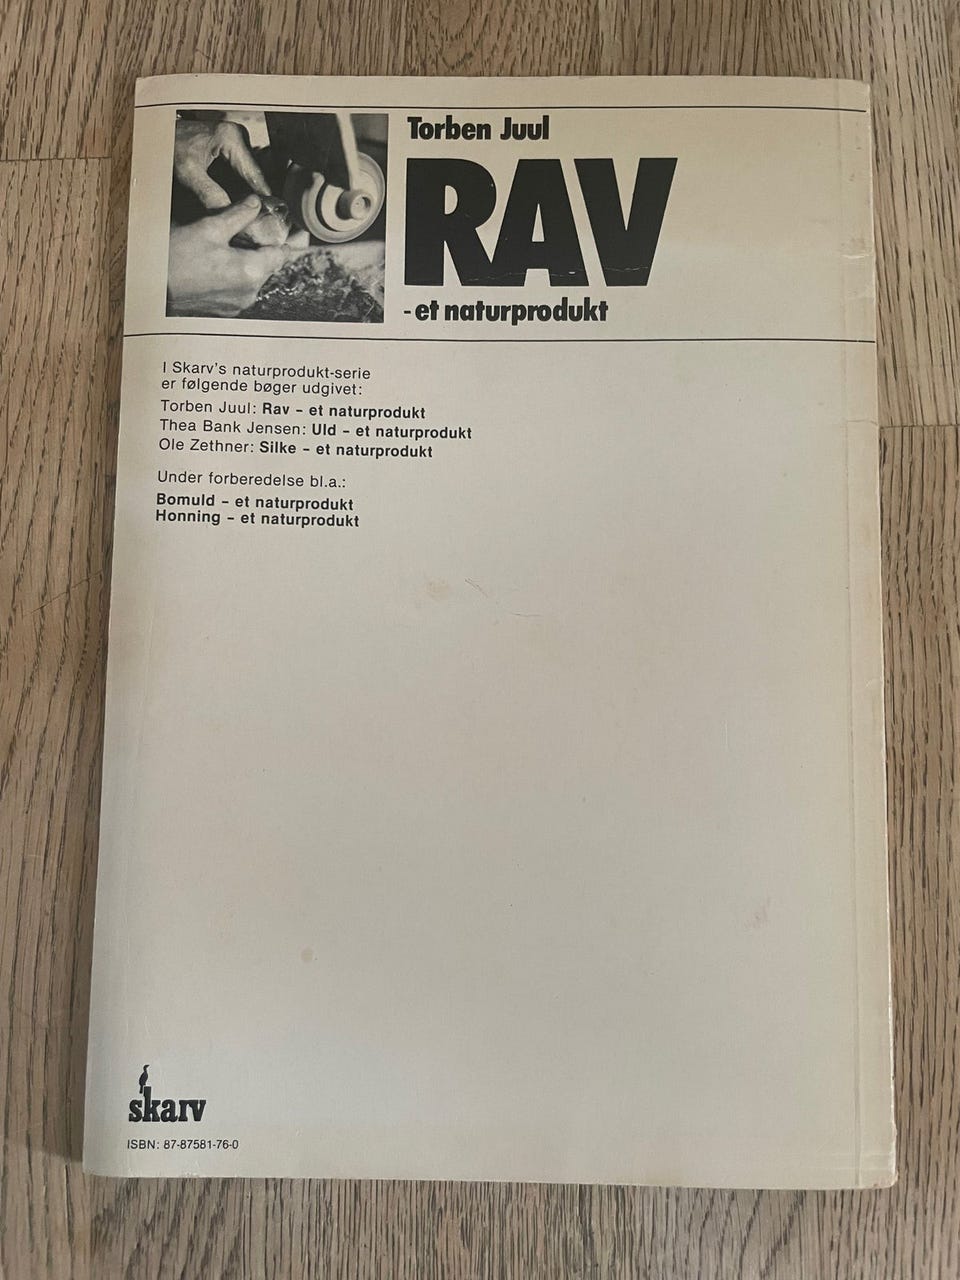 Torben Juul
RAV
- et naturprodukt
I Skarv's naturprodukt-serie
er følgende bøger udgivet:
Torben Juul: Rav – et naturprodukt
Thea Bank Jensen: Uld – et naturprodukt
Ole Zethner: Silke – et naturprodukt
Under forberedelse bl.a.:
Bomuld – et naturprodukt
Honning – et naturprodukt
skarv
ISBN: 87-87581-76-0